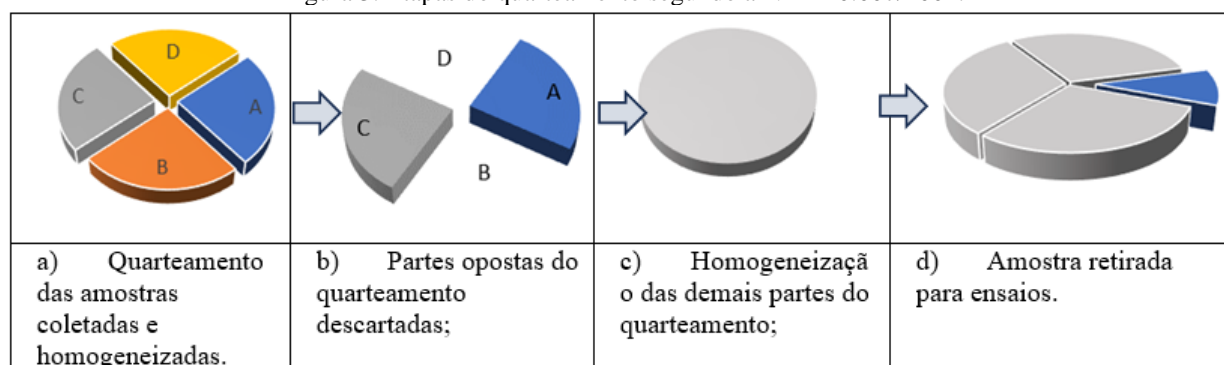 D
C
A
B
D
A
C
B
a) Quarteamento
das amostras
coletadas e
homogeneizadas.
b) Partes opostas do
quarteamento
descartadas;
c) Homogeneizaçã
o das demais partes do
quarteamento;
d) Amostra retirada
para ensaios.